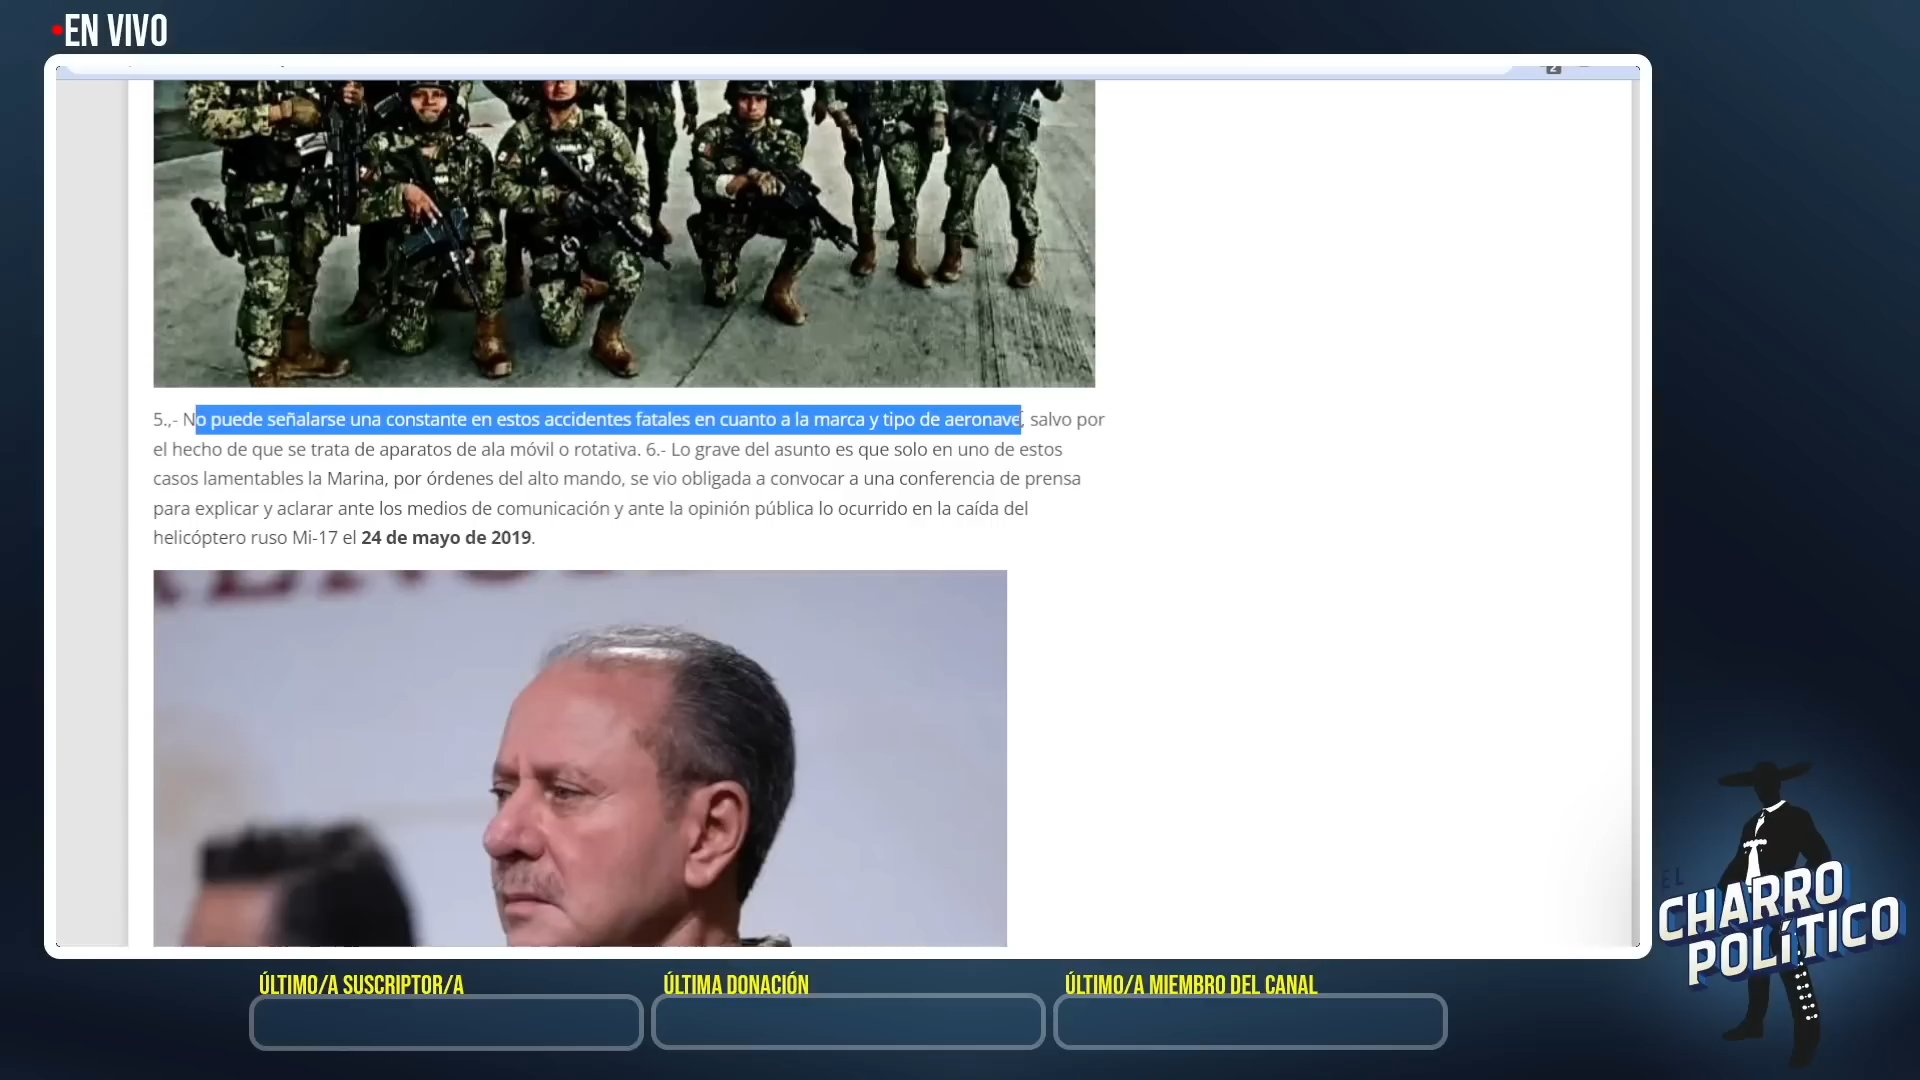 EN VIVO
2
5.,- No puede señalarse una constante en estos accidentes fatales en cuanto a la marca y tipo de aeronave, salvo por
el hecho de que se trata de aparatos de ala móvil o rotativa. 6.- Lo grave del asunto es que solo en uno de estos
casos lamentables la Marina, por órdenes del alto mando, se vio obligada a convocar a una conferencia de prensa
para explicar y aclarar ante los medios de comunicación y ante la opinión pública lo ocurrido en la caída del
helicóptero ruso Mi-17 el 24 de mayo de 2019.
EL
CHARRO
POLÍTICO
ÚLTIMO/A SUSCRIPTOR/A
ÚLTIMA DONACIÓN
ÚLTIMO/A MIEMBRO DEL CANAL